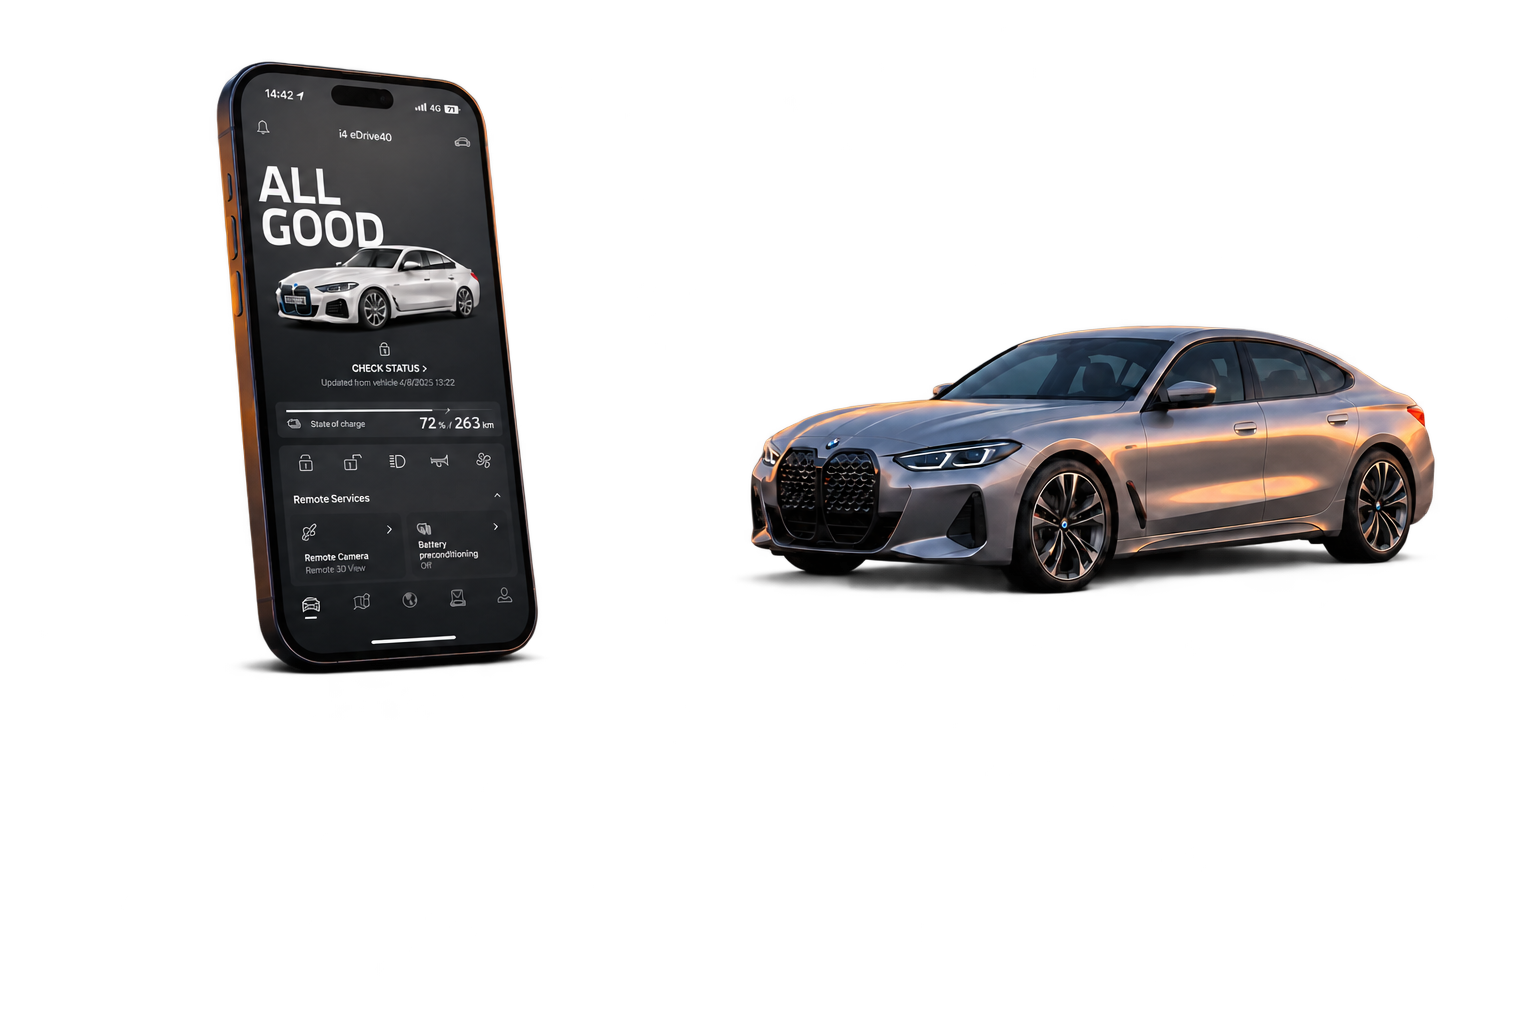 14:42
4G 71
i4 eDrive40
ALL
GOOD
CHECK STATUS >
Updated from vehicle 4/8/2025 13:22
State of charge 72 % / 263 km
Remote Services
Remote Camera
Remote 3D View
Battery
preconditioning
Off